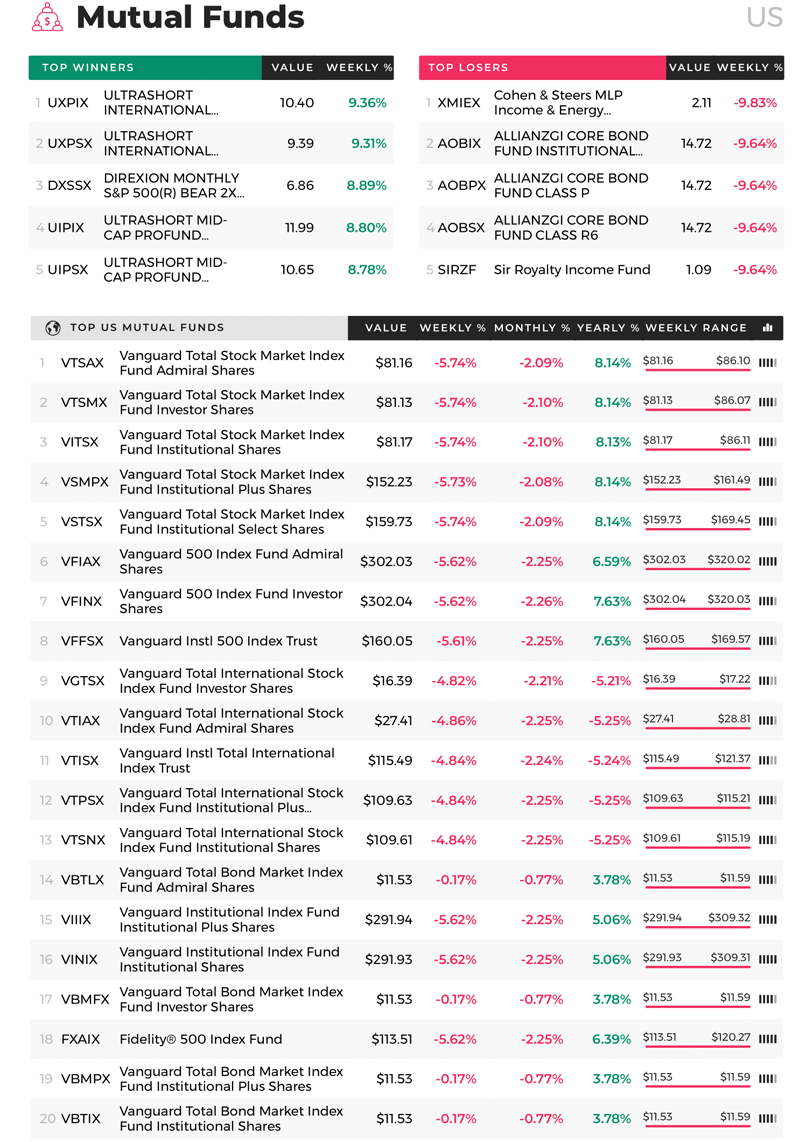 Mutual Funds
US
TOP WINNERS VALUE WEEKLY %
1 UXPIX ULTRASHORT INTERNATIONAL... 10.40 9.36%
2 UXPSX ULTRASHORT INTERNATIONAL... 9.39 9.31%
3 DXSSX DIREXION MONTHLY S&P 500(R) BEAR 2X... 6.86 8.89%
4 UIPIX ULTRASHORT MID-CAP PROFUND... 11.99 8.80%
5 UIPSX ULTRASHORT MID-CAP PROFUND... 10.65 8.78%
TOP LOSERS VALUE WEEKLY %
1 XMIEX Cohen & Steers MLP Income & Energy... 2.11 -9.83%
2 AOBIX ALLIANZGI CORE BOND FUND INSTITUTIONAL... 14.72 -9.64%
3 AOBPX ALLIANZGI CORE BOND FUND CLASS P 14.72 -9.64%
4 AOBSX ALLIANZGI CORE BOND FUND CLASS R6 14.72 -9.64%
5 SIRZF Sir Royalty Income Fund 1.09 -9.64%
TOP US MUTUAL FUNDS VALUE WEEKLY % MONTHLY % YEARLY % WEEKLY RANGE
1 VTSAX Vanguard Total Stock Market Index Fund Admiral Shares $81.16 -5.74% -2.09% 8.14% $81.16 $86.10
2 VTSMX Vanguard Total Stock Market Index Fund Investor Shares $81.13 -5.74% -2.10% 8.14% $81.13 $86.07
3 VITSX Vanguard Total Stock Market Index Fund Institutional Shares $81.17 -5.74% -2.10% 8.13% $81.17 $86.11
4 VSMPX Vanguard Total Stock Market Index Fund Institutional Plus Shares $152.23 -5.73% -2.08% 8.14% $152.23 $161.49
5 VSTSX Vanguard Total Stock Market Index Fund Institutional Select Shares $159.73 -5.74% -2.09% 8.14% $159.73 $169.45
6 VFIAX Vanguard 500 Index Fund Admiral Shares $302.03 -5.62% -2.25% 6.59% $302.03 $320.02
7 VFINX Vanguard 500 Index Fund Investor Shares $302.04 -5.62% -2.26% 7.63% $302.04 $320.03
8 VFFSX Vanguard Instl 500 Index Trust $160.05 -5.61% -2.25% 7.63% $160.05 $169.57
9 VGTSX Vanguard Total International Stock Index Fund Investor Shares $16.39 -4.82% -2.21% -5.21% $16.39 $17.22
10 VTIAX Vanguard Total International Stock Index Fund Admiral Shares $27.41 -4.86% -2.25% -5.25% $27.41 $28.81
11 VTISX Vanguard Instl Total International Index Trust $115.49 -4.84% -2.24% -5.24% $115.49 $121.37
12 VTPSX Vanguard Total International Stock Index Fund Institutional Plus... $109.63 -4.84% -2.25% -5.25% $109.63 $115.21
13 VTSNX Vanguard Total International Stock Index Fund Institutional Shares $109.61 -4.84% -2.25% -5.25% $109.61 $115.19
14 VBTLX Vanguard Total Bond Market Index Fund Admiral Shares $11.53 -0.17% -0.77% 3.78% $11.53 $11.59
15 VIIIX Vanguard Institutional Index Fund Institutional Plus Shares $291.94 -5.62% -2.25% 5.06% $291.94 $309.32
16 VINIX Vanguard Institutional Index Fund Institutional Shares $291.93 -5.62% -2.25% 5.06% $291.93 $309.31
17 VBMFX Vanguard Total Bond Market Index Fund Investor Shares $11.53 -0.17% -0.77% 3.78% $11.53 $11.59
18 FXAIX Fidelity® 500 Index Fund $113.51 -5.62% -2.25% 6.39% $113.51 $120.27
19 VBMPX Vanguard Total Bond Market Index Fund Institutional Plus Shares $11.53 -0.17% -0.77% 3.78% $11.53 $11.59
20 VBTIX Vanguard Total Bond Market Index Fund Institutional Shares $11.53 -0.17% -0.77% 3.78% $11.53 $11.59